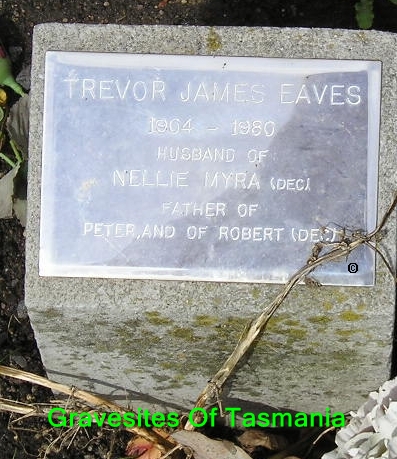 TREVOR JAMES EAVES
1904 - 1980
HUSBAND OF
NELLIE MYRA (DEC).
FATHER OF
PETER, AND OF ROBERT (DEC)
©
Gravesites Of Tasmania